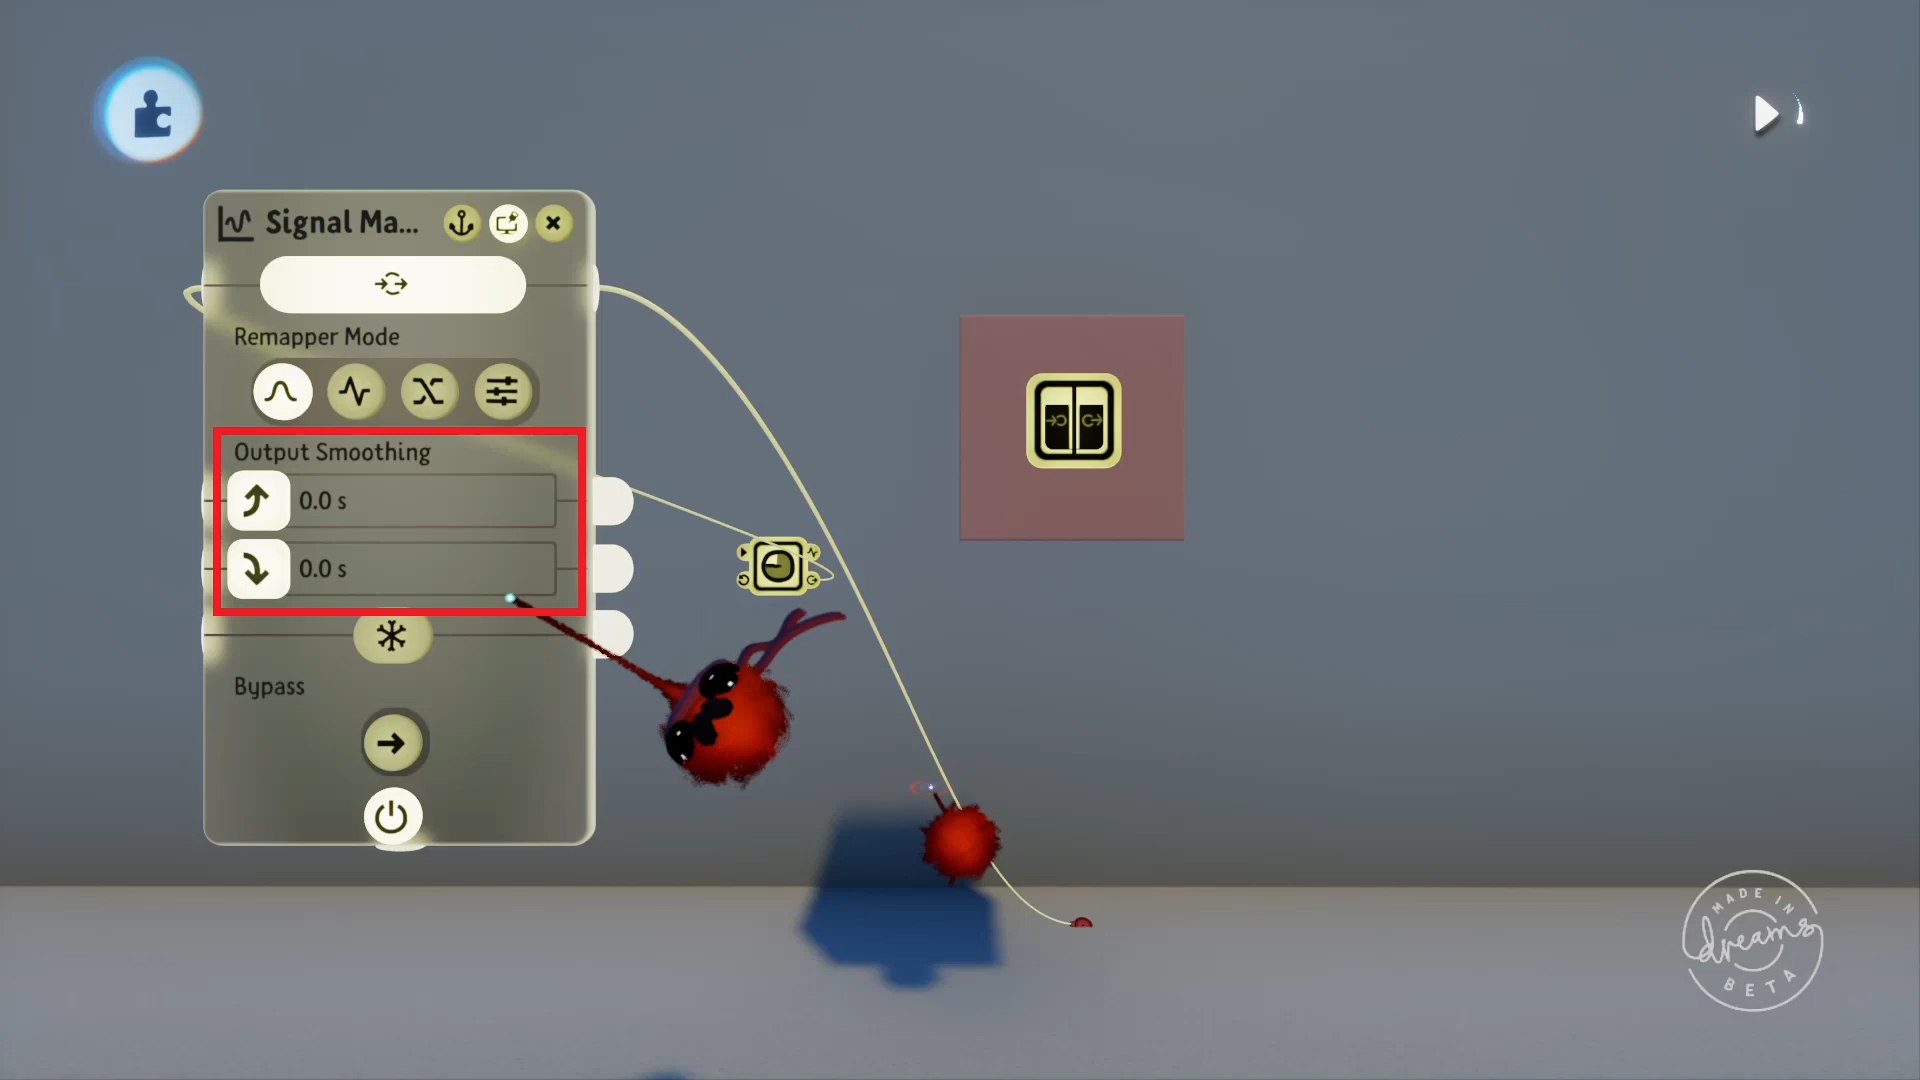 Signal Ma...
Remapper Mode
Output Smoothing
0.0 s
0.0 s
Bypass
MADE IN
dreams
BETA